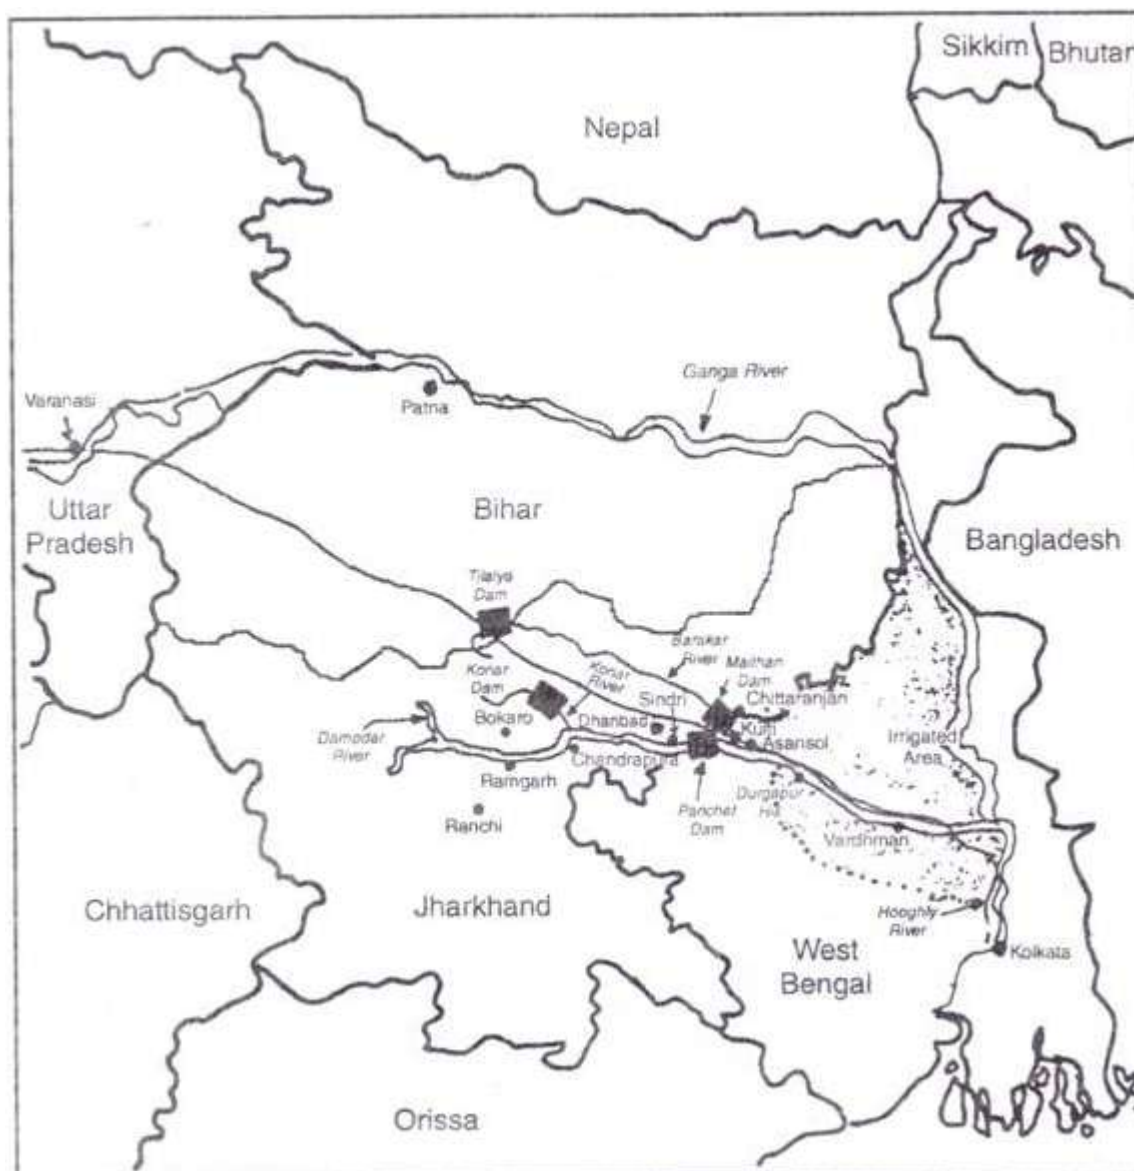 Sikkim
Bhutan
Nepal
Ganga River
Varanasi
Patna
Uttar
Pradesh
Bihar
Bangladesh
Tilaiya
Dam
Barakar
River
Maithan
Dam
Konar
Dam
Konar
River
Sindri
Chittaranjan
Bokaro
Dhanbad
Kulti
Asansol
Irrigated
Area
Damodar
River
Chandrapura
Ramgarh
Panchet
Dam
Durgapur
Ranchi
Vardhman
Chhattisgarh
Jharkhand
Hooghly
River
West
Bengal
Kolkata
Orissa